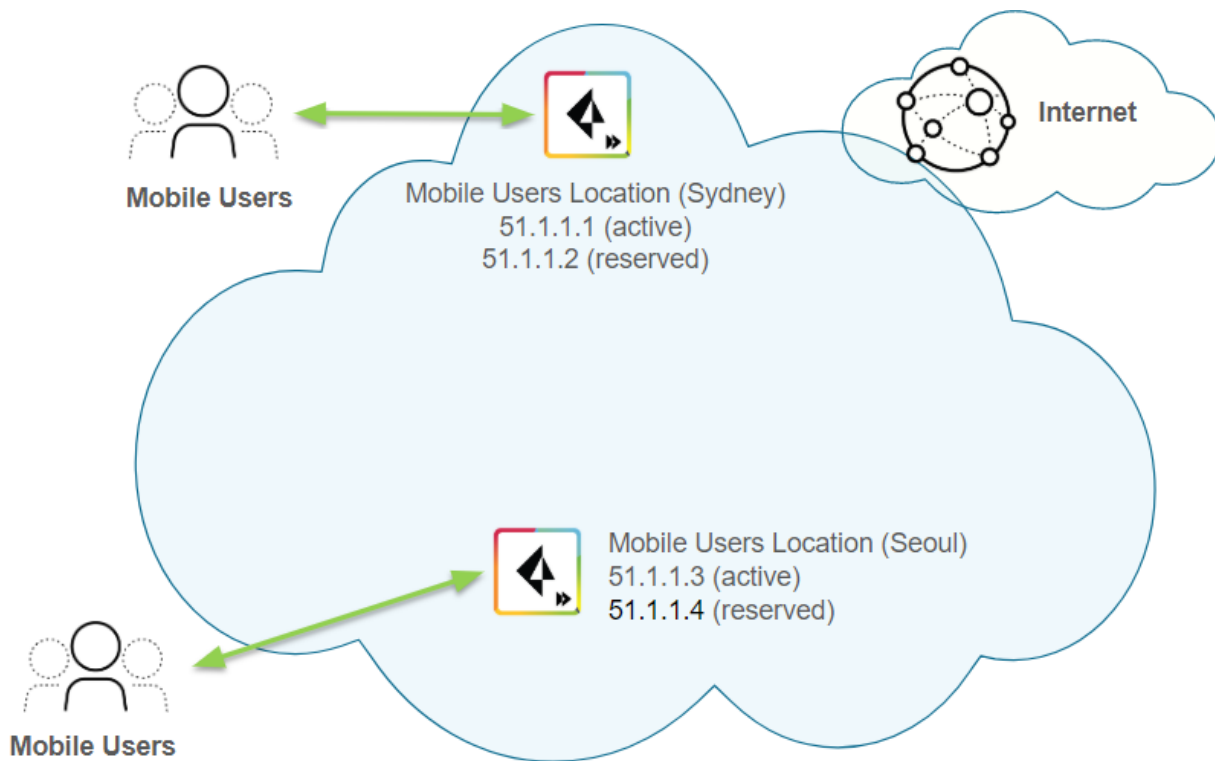 Internet
Mobile Users
Mobile Users Location (Sydney)
51.1.1.1 (active)
51.1.1.2 (reserved)
Mobile Users Location (Seoul)
51.1.1.3 (active)
51.1.1.4 (reserved)
Mobile Users